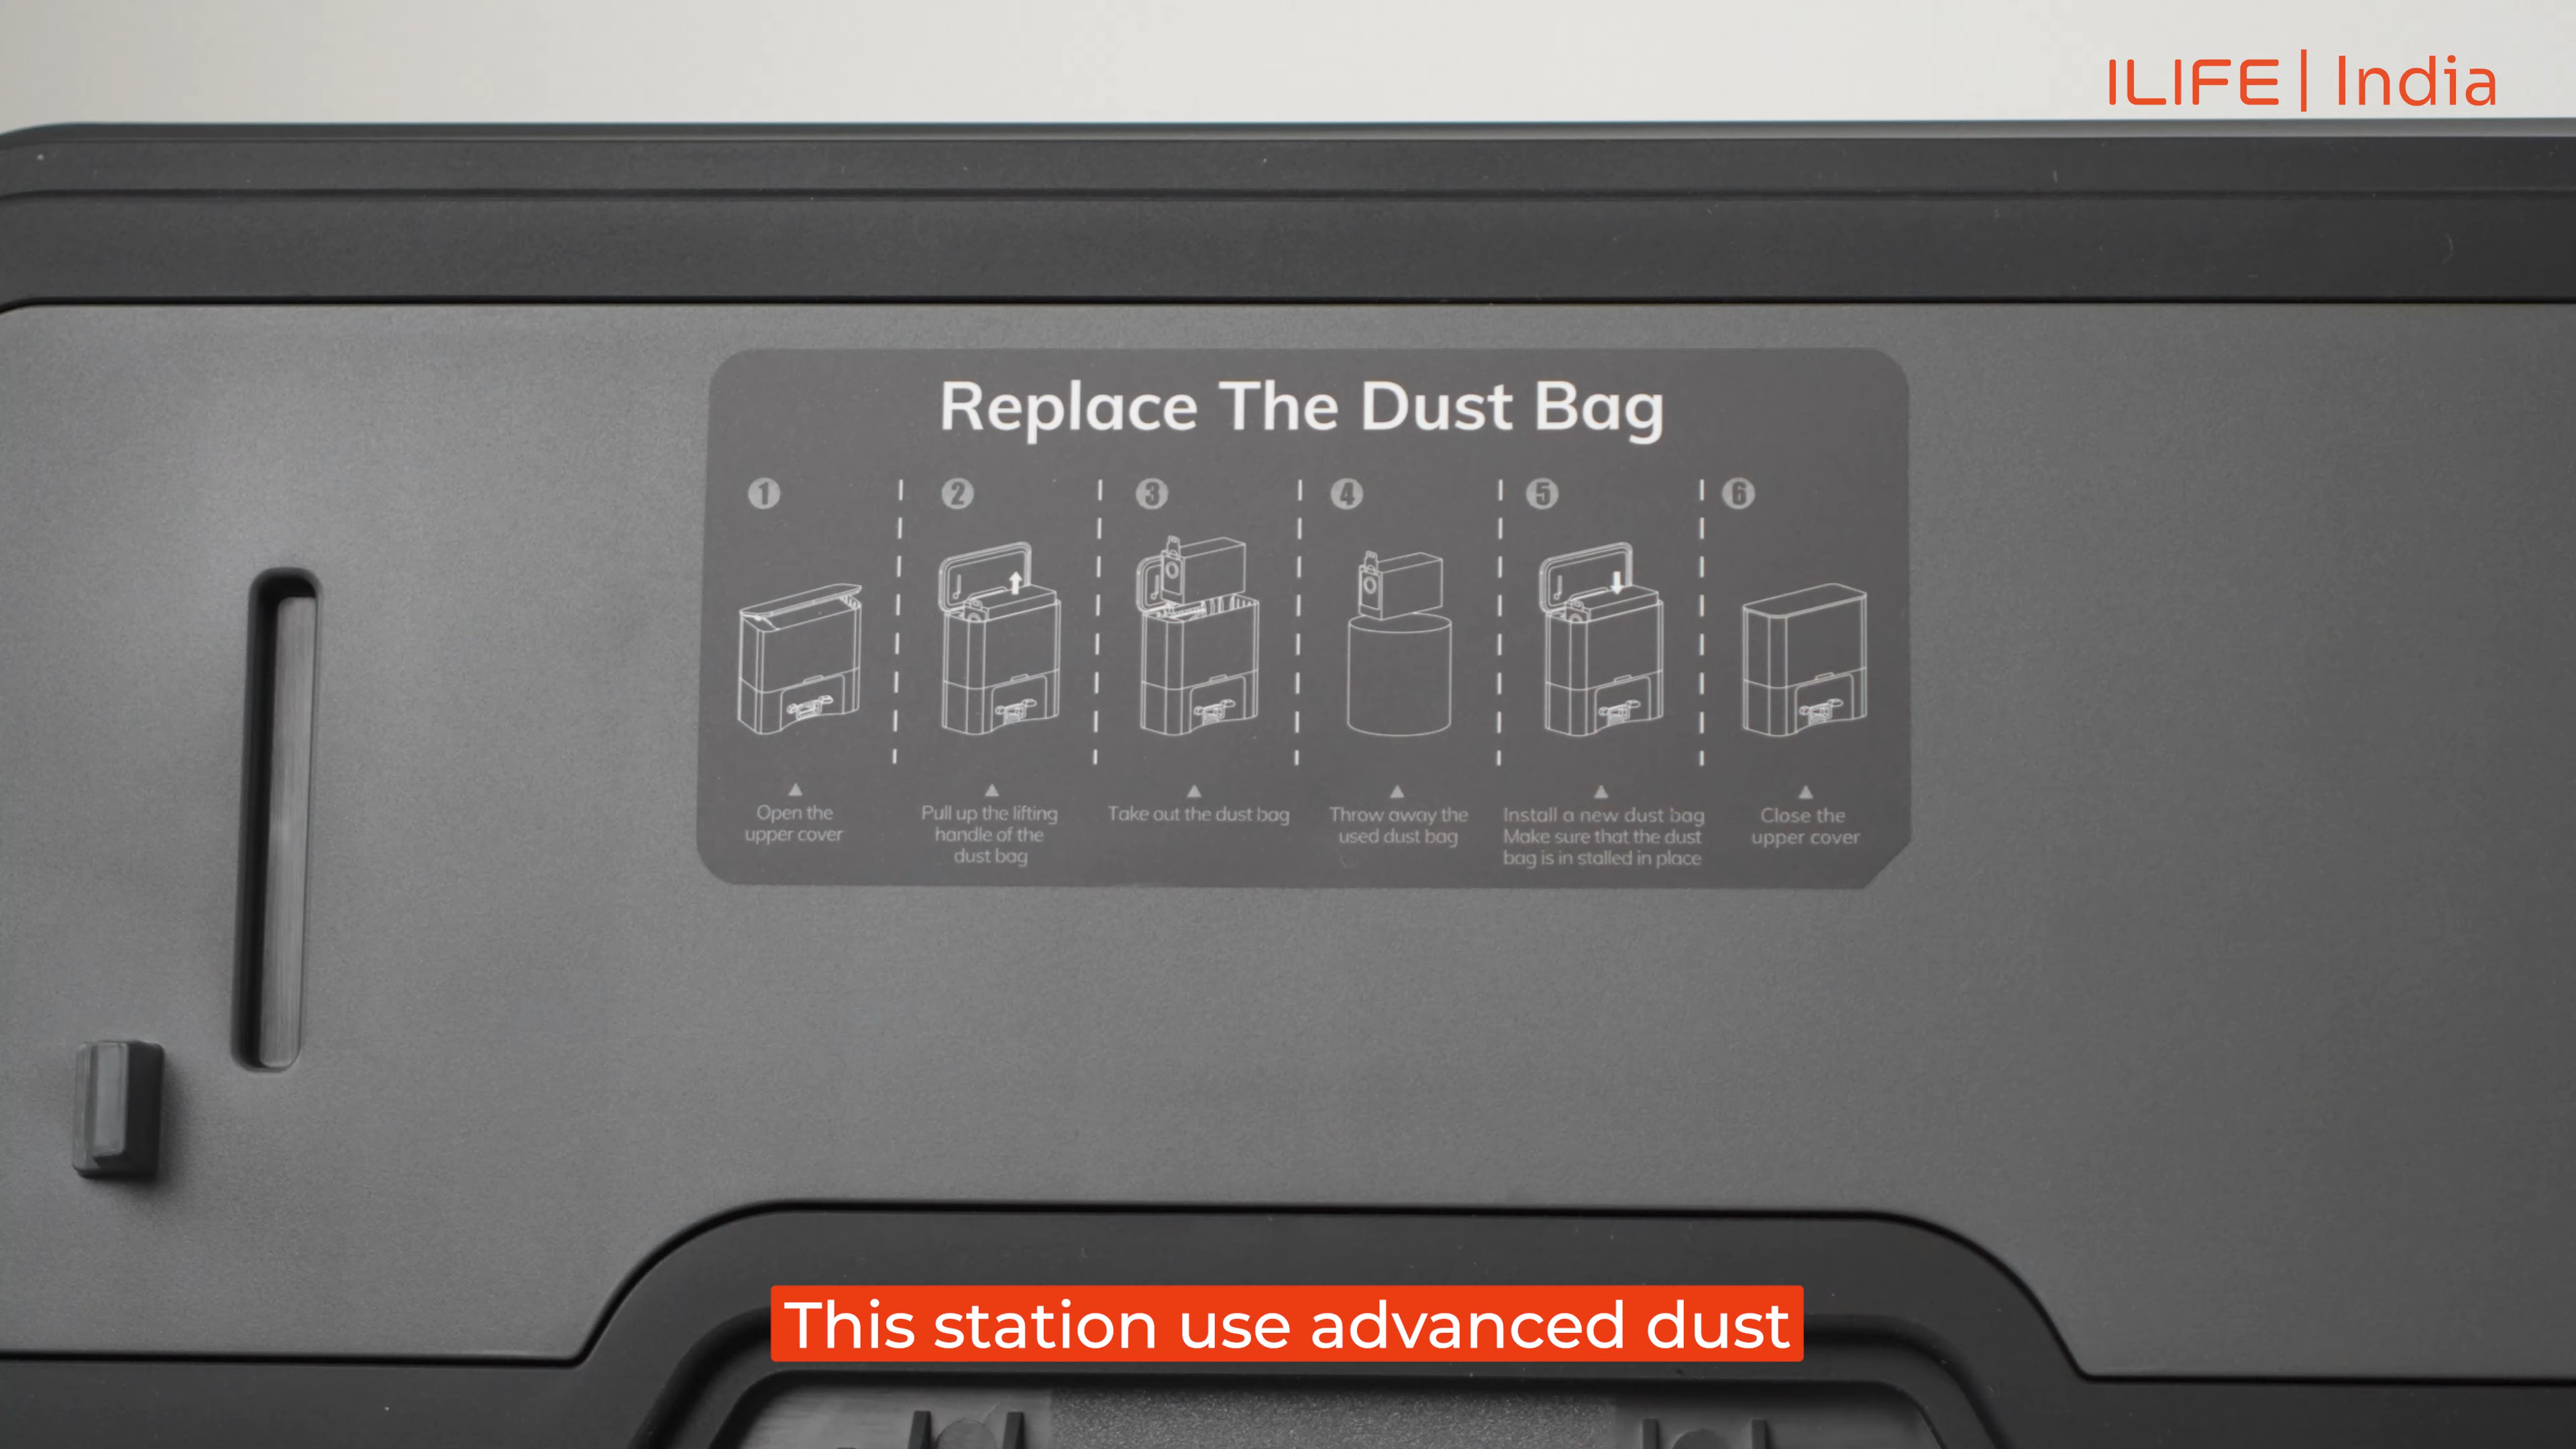 ILIFE | India
Replace The Dust Bag
1 2 3 4 5 6
Open the
upper cover
Pull up the lifting
handle of the
dust bag
Take out the dust bag
Throw away the
used dust bag
Install a new dust bag
Make sure that the dust
bag is in stalled in place
Close the
upper cover
This station use advanced dust